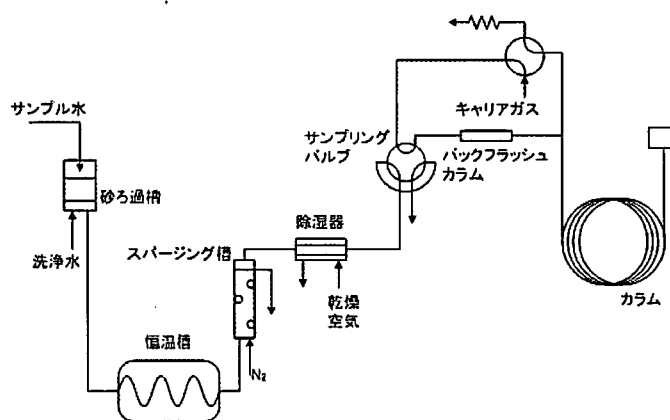 サンプル水
砂ろ過槽
洗浄水
恒温槽
スパージング槽
N₂
除湿器
乾燥
空気
サンプリング
バルブ
キャリアガス
バックフラッシュ
カラム
カラム